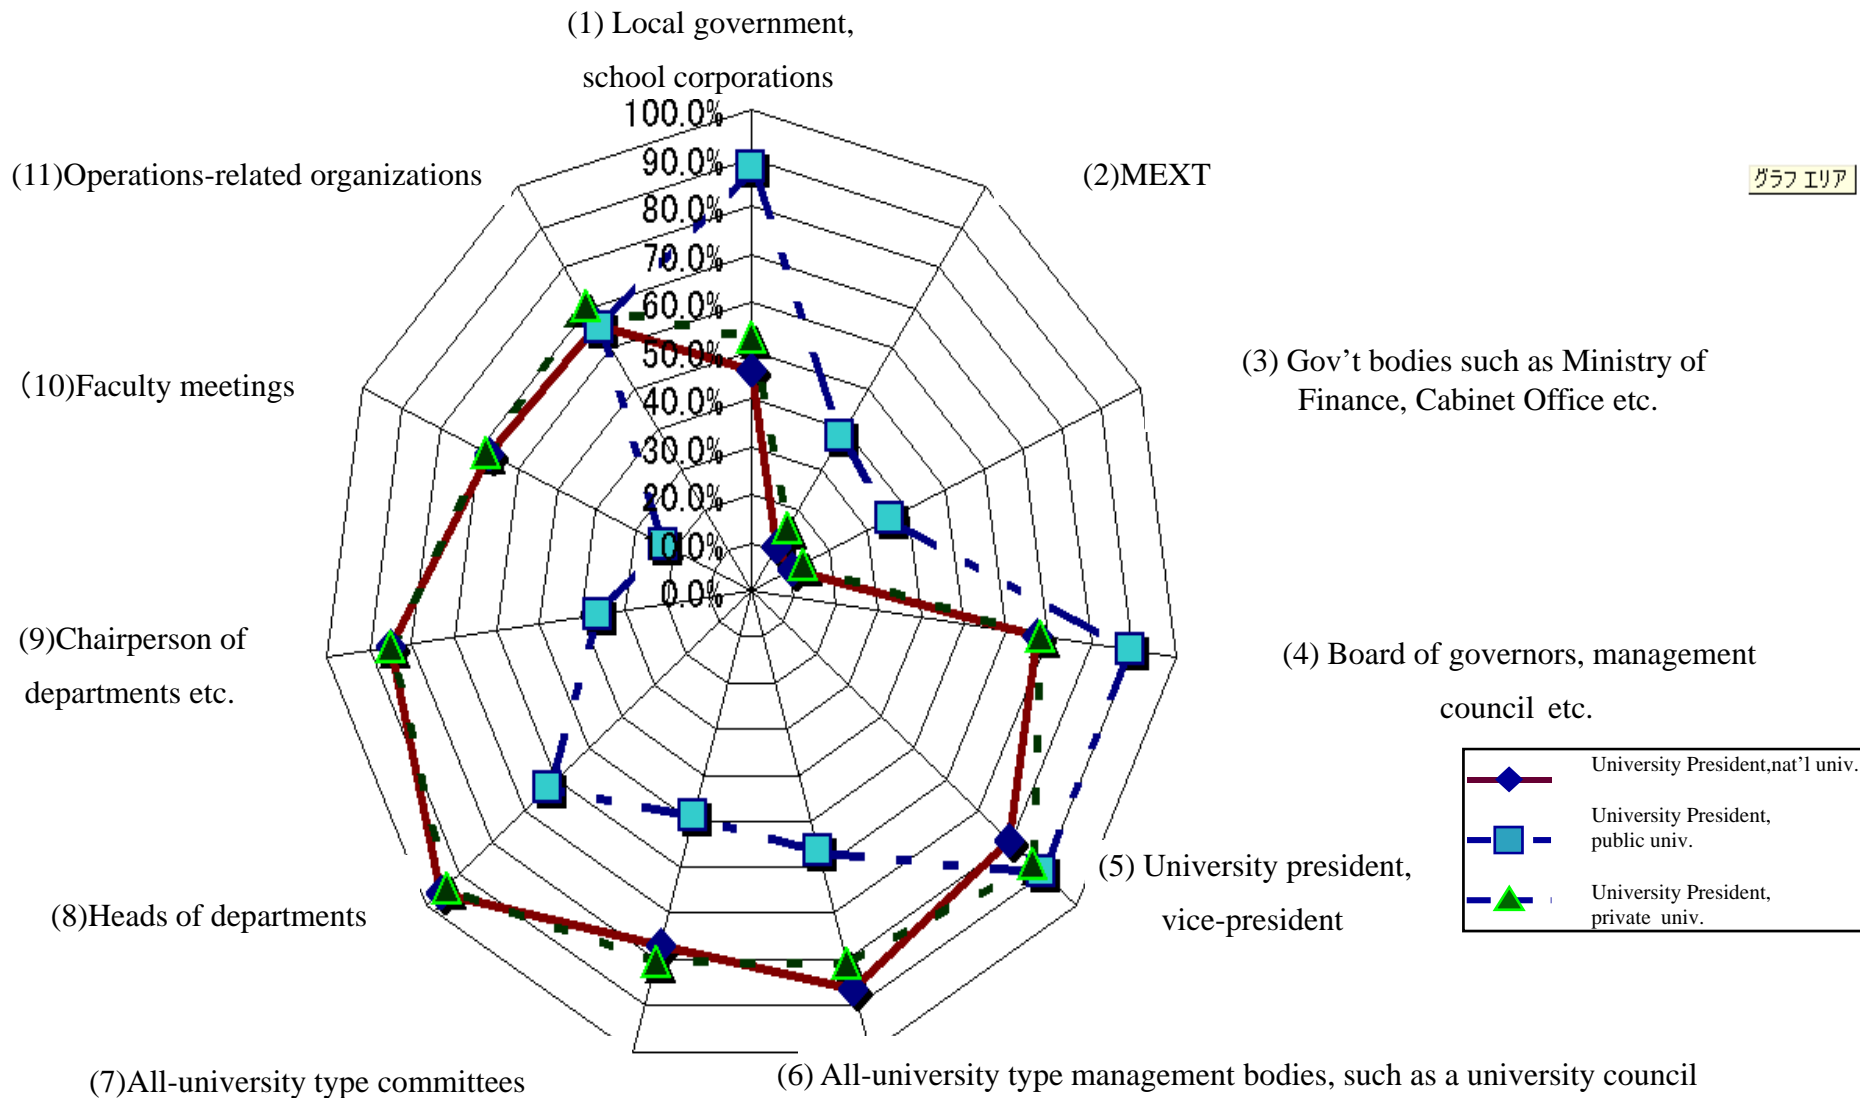 (1) Local government,
school corporations
100.0%
90.0%
80.0%
70.0%
60.0%
50.0%
40.0%
30.0%
20.0%
10.0%
0.0%
(2)MEXT
グラフ エリア
(3) Gov’t bodies such as Ministry of
Finance, Cabinet Office etc.
(4) Board of governors, management
council etc.
(5) University president,
vice-president
(6) All-university type management bodies, such as a university council
(7)All-university type committees
(8)Heads of departments
(9)Chairperson of
departments etc.
(10)Faculty meetings
(11)Operations-related organizations
University President,nat’l univ.
University President,
public univ.
University President,
private univ.